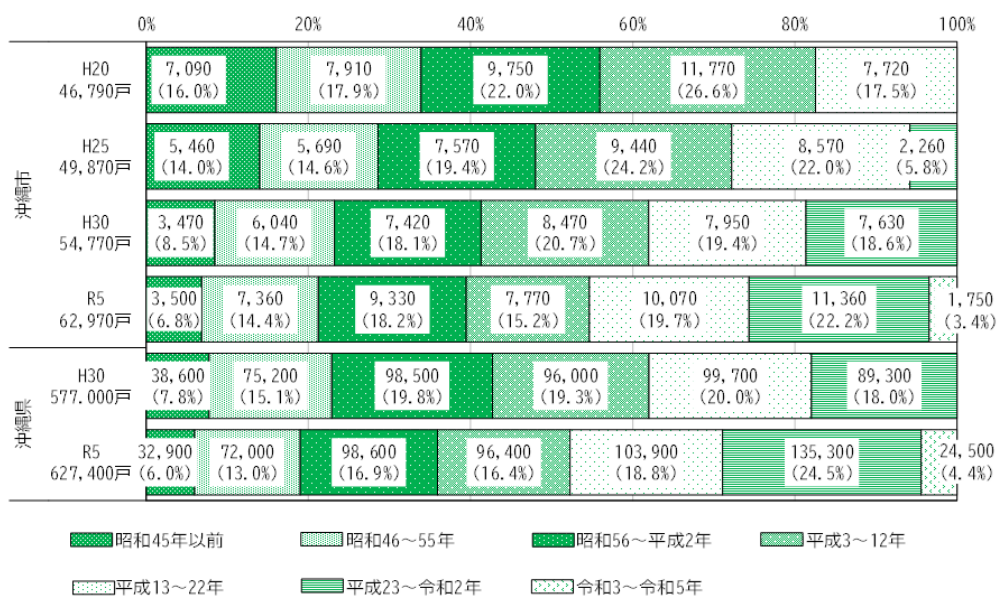 0% 20% 40% 60% 80% 100%
沖縄市
H20
46,790戸
7,090 7,910 9,750 11,770 7,720
(16.0%) (17.9%) (22.0%) (26.6%) (17.5%)
H25
49,870戸
5,460 5,690 7,570 9,440 8,570 2,260
(14.0%) (14.6%) (19.4%) (24.2%) (22.0%) (5.8%)
H30
54,770戸
3,470 6,040 7,420 8,470 7,950 7,630
(8.5%) (14.7%) (18.1%) (20.7%) (19.4%) (18.6%)
R5
62,970戸
3,500 7,360 9,330 7,770 10,070 11,360 1,750
(6.8%) (14.4%) (18.2%) (15.2%) (19.7%) (22.2%) (3.4%)
沖縄県
H30
577.000戸
38,600 75,200 98,500 96,000 99,700 89,300
(7.8%) (15.1%) (19.8%) (19.3%) (20.0%) (18.0%)
R5
627,400戸
32,900 72,000 98,600 96,400 103,900 135,300 24,500
(6.0%) (13.0%) (16.9%) (16.4%) (18.8%) (24.5%) (4.4%)
昭和45年以前 昭和46～55年 昭和56～平成2年 平成3～12年
平成13～22年 平成23～令和2年 令和3～令和5年